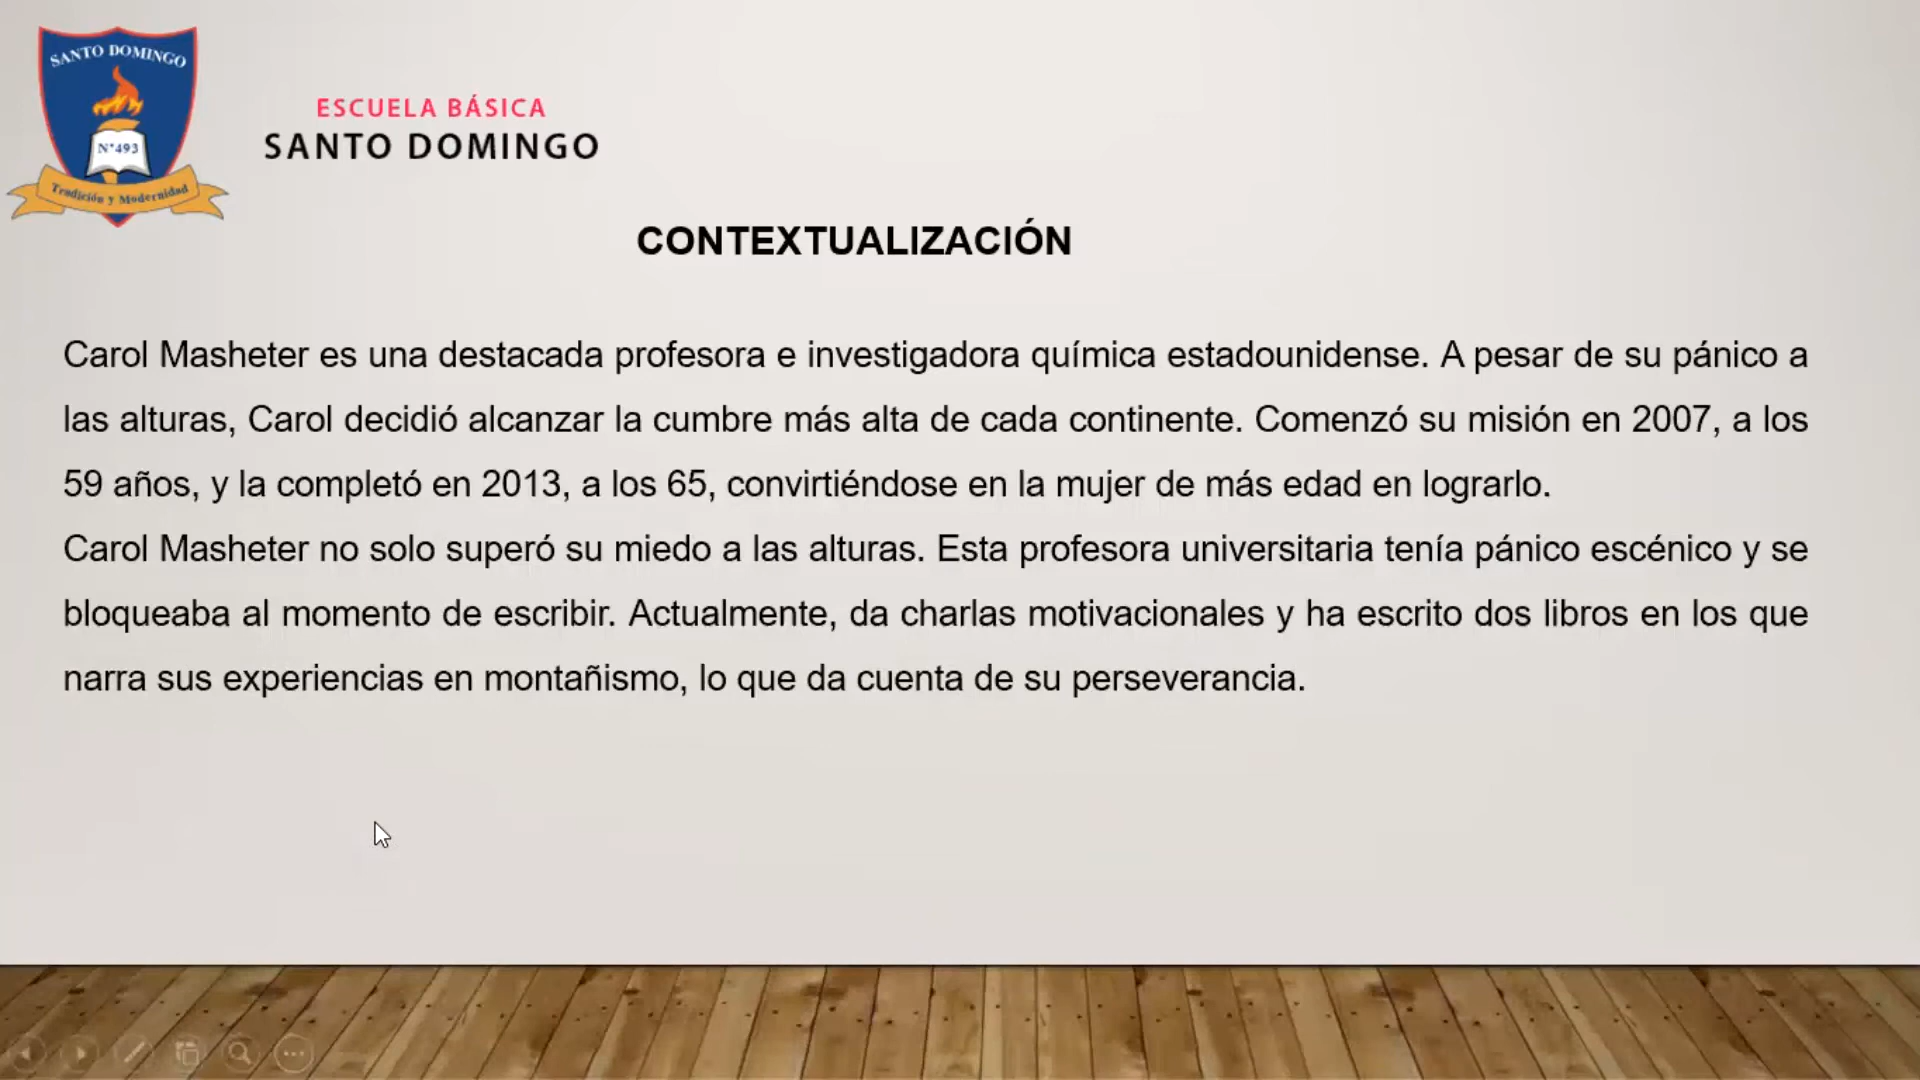 SANTO DOMINGO
N°493
Tradición y Modernidad
ESCUELA BÁSICA
SANTO DOMINGO
CONTEXTUALIZACIÓN
Carol Masheter es una destacada profesora e investigadora química estadounidense. A pesar de su pánico a
las alturas, Carol decidió alcanzar la cumbre más alta de cada continente. Comenzó su misión en 2007, a los
59 años, y la completó en 2013, a los 65, convirtiéndose en la mujer de más edad en lograrlo.
Carol Masheter no solo superó su miedo a las alturas. Esta profesora universitaria tenía pánico escénico y se
bloqueaba al momento de escribir. Actualmente, da charlas motivacionales y ha escrito dos libros en los que
narra sus experiencias en montañismo, lo que da cuenta de su perseverancia.